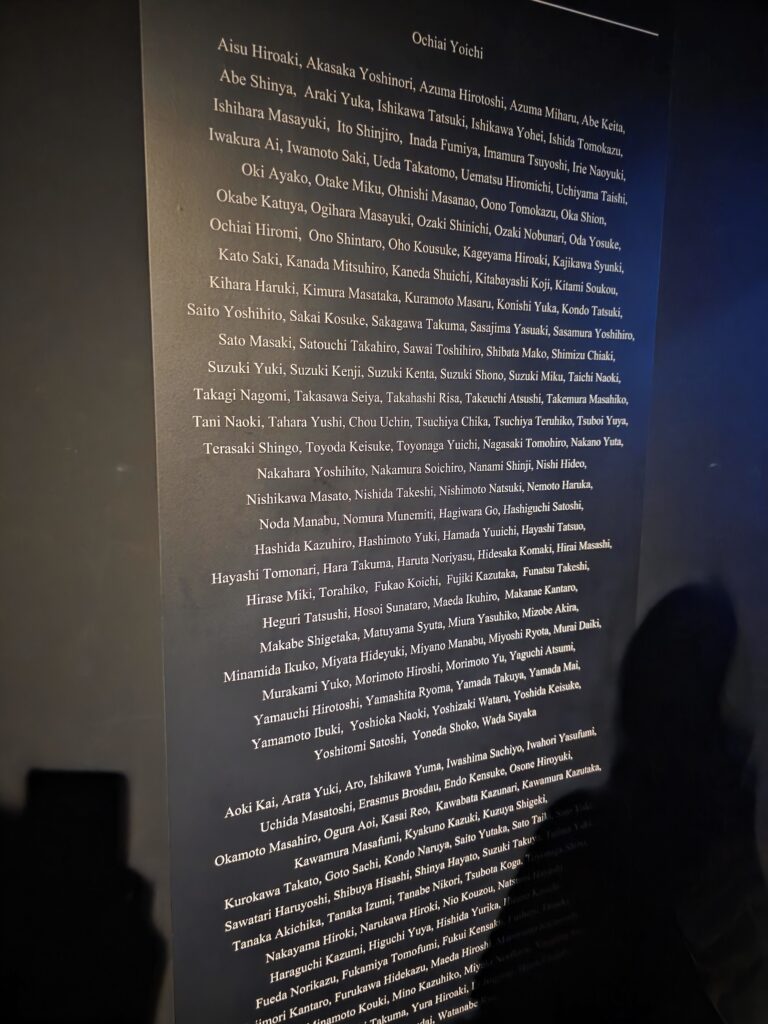 Ochiai Yoichi
Aisu Hiroaki, Akasaka Yoshinori, Azuma Hirotoshi, Azuma Miharu, Abe Keita,
Abe Shinya, Araki Yuka, Ishikawa Tatsuki, Ishikawa Yohei, Ishida Tomokazu,
Ishihara Masayuki, Ito Shinjiro, Inada Fumiya, Imamura Tsuyoshi, Irie Naoyuki,
Iwakura Ai, Iwamoto Saki, Ueda Takatomo, Uematsu Hiromichi, Uchiyama Taishi,
Oki Ayako, Otake Miku, Ohnishi Masanao, Oono Tomokazu, Oka Shion,
Okabe Katuya, Ogihara Masayuki, Ozaki Shinichi, Ozaki Nobunari, Oda Yosuke,
Ochiai Hiromi, Ono Shintaro, Oho Kousuke, Kageyama Hiroaki, Kajikawa Syunki,
Kato Saki, Kanada Mitsuhiro, Kaneda Shuichi, Kitabayashi Koji, Kitami Soukou,
Kihara Haruki, Kimura Masataka, Kuramoto Masaru, Konishi Yuka, Kondo Tatsuki,
Saito Yoshihito, Sakai Kosuke, Sakagawa Takuma, Sasajima Yasuaki, Sasamura Yoshihiro,
Sato Masaki, Satouchi Takahiro, Sawai Toshihiro, Shibata Mako, Shimizu Chiaki,
Suzuki Yuki, Suzuki Kenji, Suzuki Kenta, Suzuki Shono, Suzuki Miku, Taichi Naoki,
Takagi Nagomi, Takasawa Seiya, Takahashi Risa, Takeuchi Atsushi, Takemura Masahiko,
Tani Naoki, Tahara Yushi, Chou Uchin, Tsuchiya Chika, Tsuchiya Teruhiko, Tsuboi Yuya,
Terasaki Shingo, Toyoda Keisuke, Toyonaga Yuichi, Nagasaki Tomohiro, Nakano Yuta,
Nakahara Yoshihito, Nakamura Soichiro, Nanami Shinji, Nishi Hideo,
Nishikawa Masato, Nishida Takeshi, Nishimoto Natsuki, Nemoto Haruka,
Noda Manabu, Nomura Munemiti, Hagiwara Go, Hashiguchi Satoshi,
Hashida Kazuhiro, Hashimoto Yuki, Hamada Yuuichi, Hayashi Tatsuo,
Hayashi Tomonari, Hara Takuma, Haruta Noriyasu, Hidesaka Komaki, Hirai Masashi,
Hirase Miki, Torahiko, Fukao Koichi, Fujiki Kazutaka, Funatsu Takeshi,
Heguri Tatsushi, Hosoi Sunataro, Maeda Ikuhiro, Makanae Kantaro,
Makabe Shigetaka, Matuyama Syuta, Miura Yasuhiko, Mizobe Akira,
Minamida Ikuko, Miyata Hideyuki, Miyano Manabu, Miyoshi Ryota, Murai Daiki,
Murakami Yuko, Morimoto Hiroshi, Morimoto Yu, Yaguchi Atsumi,
Yamauchi Hirotoshi, Yamashita Ryoma, Yamada Takuya, Yamada Mai,
Yamamoto Ibuki, Yoshioka Naoki, Yoshizaki Wataru, Yoshida Keisuke,
Yoshitomi Satoshi, Yoneda Shoko, Wada Sayaka
Aoki Kai, Arata Yuki, Aro, Ishikawa Yuma, Iwashima Sachiyo, Iwahori Yasufumi,
Uchida Masatoshi, Erasmus Brosdau, Endo Kensuke, Osone Hiroyuki,
Okamoto Masahiro, Ogura Aoi, Kasai Reo, Kawabata Kazunari, Kawamura Kazutaka,
Kawamura Masafumi, Kyakuno Kazuki, Kuzuya Shigeki,
Kurokawa Takato, Goto Sachi, Kondo Naruya, Saito Yutaka, Sato
Sawatari Haruyoshi, Shibuya Hisashi, Shinya Hayato, Suzuki
Tanaka Akichika, Tanaka Izumi, Tanabe Nikori, Tsubota Koga,
Nakayama Hiroki, Narukawa Hiroki, Nio Kouzou,
Haraguchi Kazumi, Higuchi Yuya, Hishida Yurika,
Fueda Norikazu, Fukamiya Tomofumi, Fukui Kensaku,
Kantaro, Furukawa Hidekazu, Maeda
Kouki, Mino Kazuhiko,
Takuma, Yura Hiroaki,
Watanabe